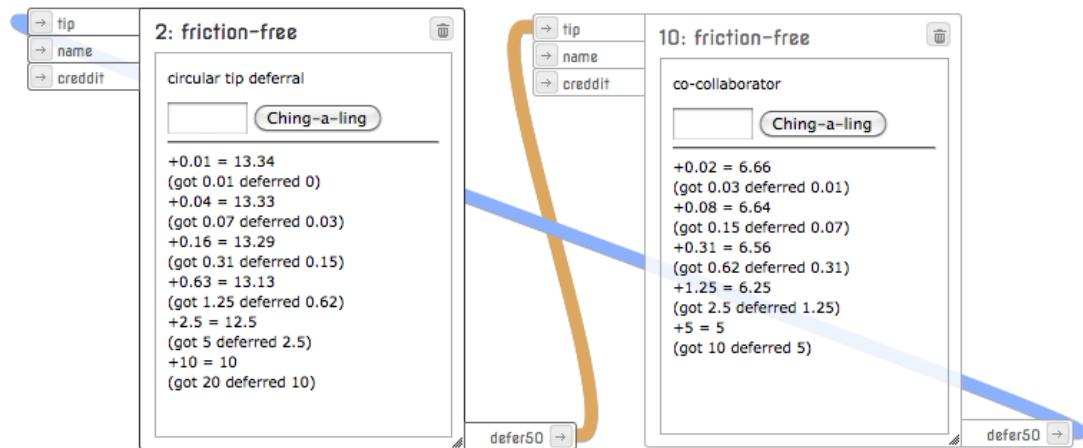 → tip
→ name
→ creddit
2: friction-free
circular tip deferral
Ching-a-ling
+0.01 = 13.34
(got 0.01 deferred 0)
+0.04 = 13.33
(got 0.07 deferred 0.03)
+0.16 = 13.29
(got 0.31 deferred 0.15)
+0.63 = 13.13
(got 1.25 deferred 0.62)
+2.5 = 12.5
(got 5 deferred 2.5)
+10 = 10
(got 20 deferred 10)
defer50 →
→ tip
→ name
→ creddit
10: friction-free
co-collaborator
Ching-a-ling
+0.02 = 6.66
(got 0.03 deferred 0.01)
+0.08 = 6.64
(got 0.15 deferred 0.07)
+0.31 = 6.56
(got 0.62 deferred 0.31)
+1.25 = 6.25
(got 2.5 deferred 1.25)
+5 = 5
(got 10 deferred 5)
defer50 →